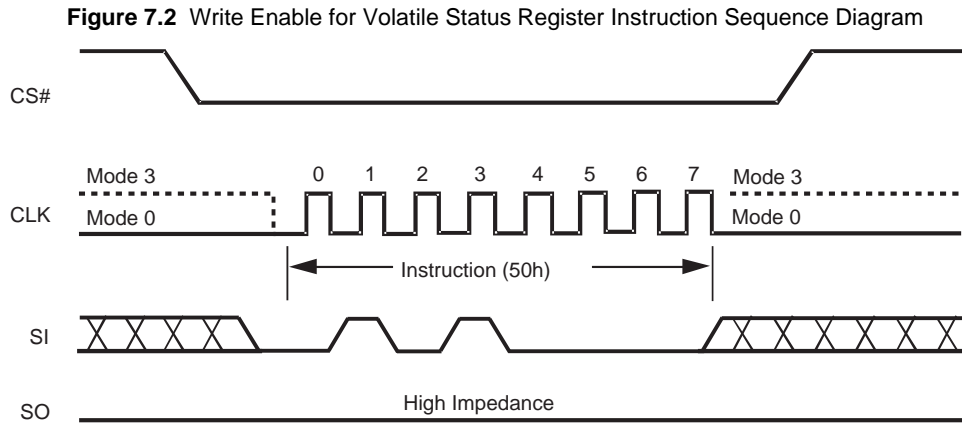 Figure 7.2 Write Enable for Volatile Status Register Instruction Sequence Diagram
CS#
Mode 3 0 1 2 3 4 5 6 7 Mode 3
CLK Mode 0 Mode 0
Instruction (50h)
SI
High Impedance
SO